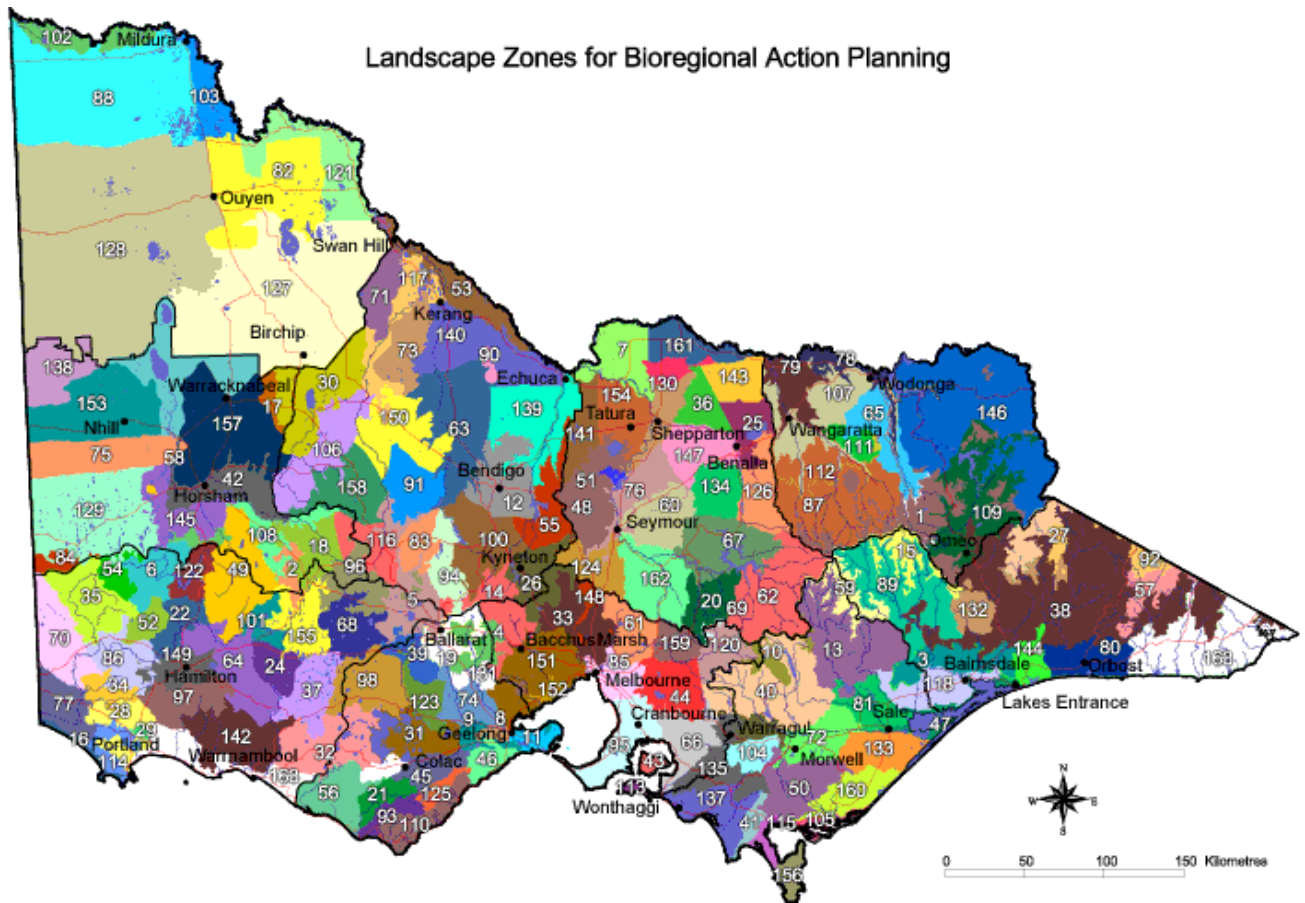 Landscape Zones for Bioregional Action Planning
102 Mildura
88 103
82 121
Ouyen
128 Swan Hill
127 71 117 53
Kerang
Birchip 73 140
138 30 90 Echuca 7 161 79 78 Wodonga
Warracknabeal 130 143 107
153 17 150 139 154 36 65 146
Nhill 157 63 Tatura Shepparton 25 Wangaratta
75 58 106 141 147 Benalla 111
42 Bendigo 112
Horsham 158 91 12 51 76 134 126 87
129 145 48 60 Seymour 1 109
108 18 116 83 100 55 67 Omeo 27
84 Kyneton 124 15 92
54 6 122 49 2 96 94 26 162 89 57
35 5 14 33 148 20 69 62 59 132 38
22 101 155 68 61
52 Ballarat 4 Bacchus Marsh 159 120 10 13 144 80
70 149 39 19 131 151 85 3 Bairnsdale Orbost
86 Hamilton 64 24 37 98 Melbourne 40 118
34 97 123 74 152 44 81 Lakes Entrance
77 28 9 8 Cranbourne Warragul Sale 47
29 142 31 Geelong 11 66 72
16 Portland Warrnambool 32 95 104 133
114 Colac 46 43 135 Morwell
45 113 50 160
56 21 125 Wonthaggi 137
93 110 41 115 105
156
N
W E
S
0 50 100 150 Kilometres